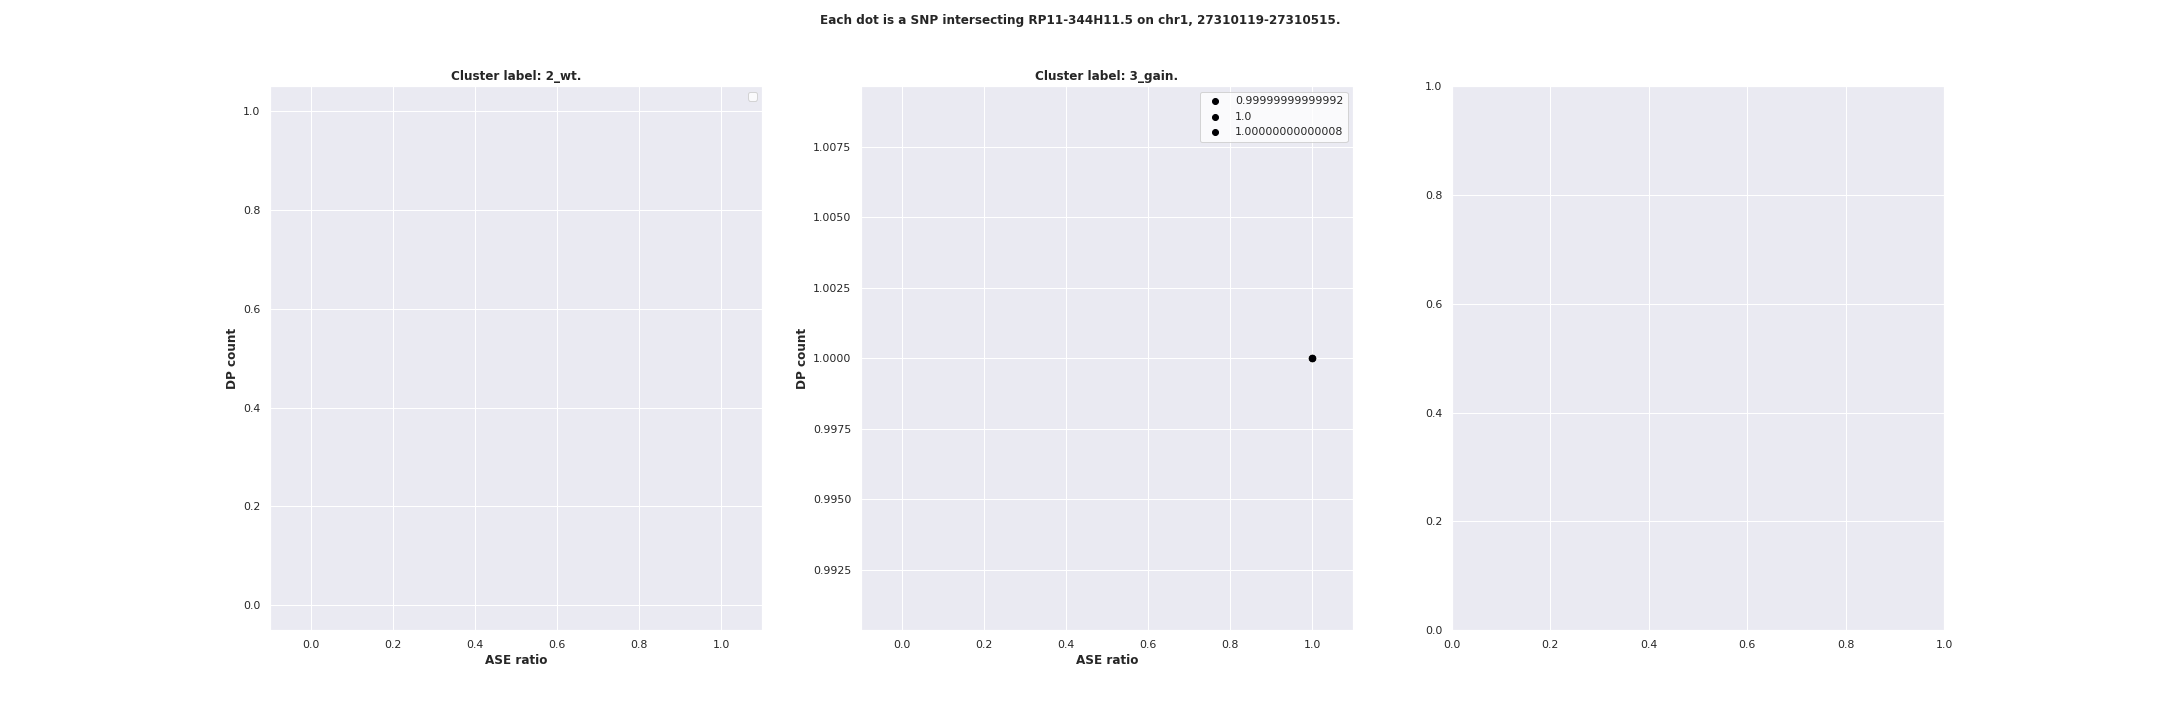 Each dot is a SNP intersecting RP11-344H11.5 on chr1, 27310119-27310515.
Cluster label: 2_wt.
1.0
0.8
0.6
0.4
0.2
0.0
DP count
0.0 0.2 0.4 0.6 0.8 1.0
ASE ratio
Cluster label: 3_gain.
0.99999999999992
1.0
1.00000000000008
1.0075
1.0050
1.0025
1.0000
0.9975
0.9950
0.9925
DP count
0.0 0.2 0.4 0.6 0.8 1.0
ASE ratio
1.0
0.8
0.6
0.4
0.2
0.0
0.0 0.2 0.4 0.6 0.8 1.0